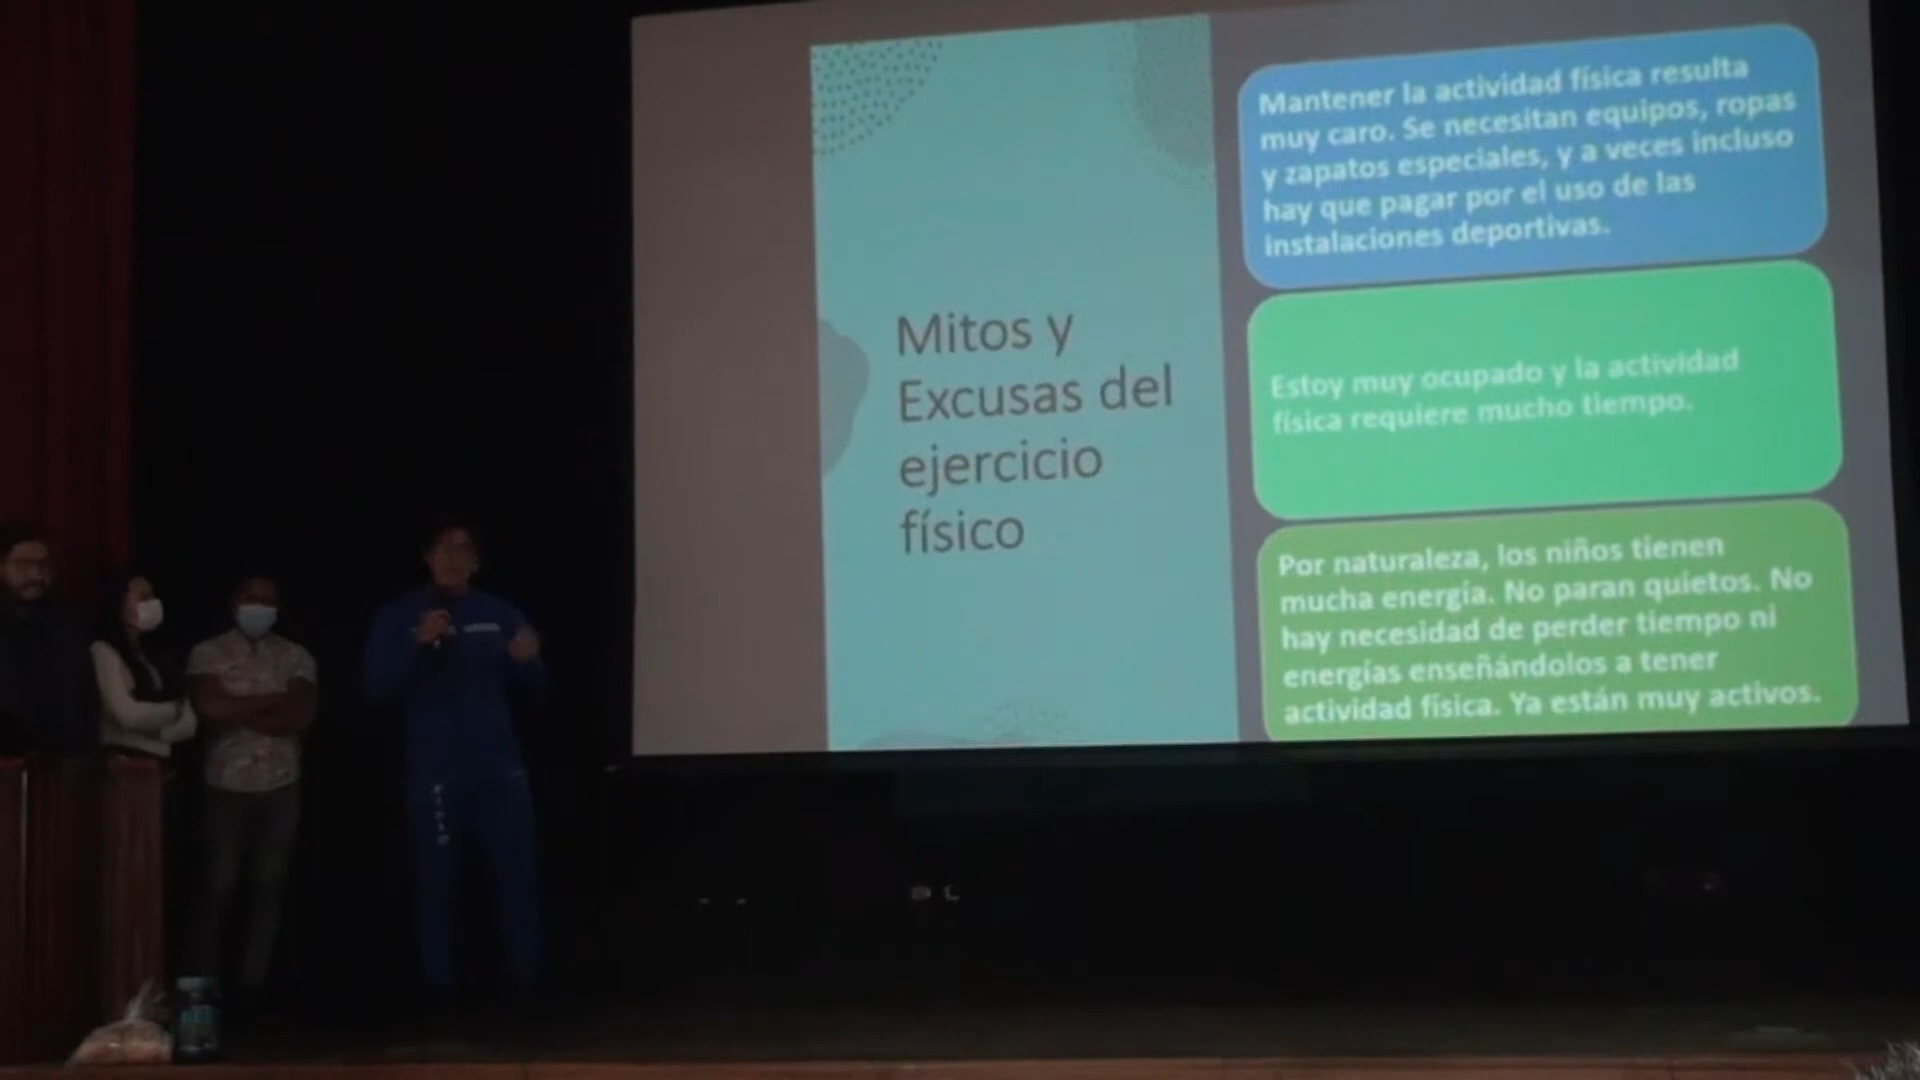 Mitos y
Excusas del
ejercicio
físico
Mantener la actividad física resulta
muy caro. Se necesitan equipos, ropas
y zapatos especiales, y a veces incluso
hay que pagar por el uso de las
instalaciones deportivas.
Estoy muy ocupado y la actividad
física requiere mucho tiempo.
Por naturaleza, los niños tienen
mucha energía. No paran quietos. No
hay necesidad de perder tiempo ni
energías enseñándolos a tener
actividad física. Ya están muy activos.